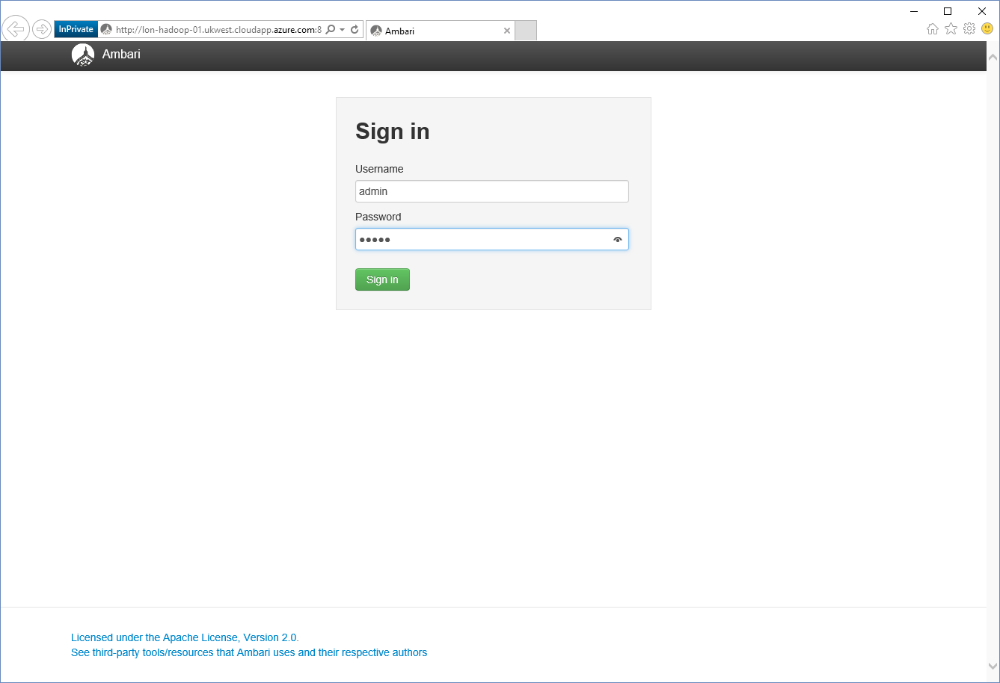 InPrivate
http://lon-hadoop-01.ukwest.cloudapp.azure.com:8
Ambari
Ambari
Sign in
Username
admin
Password
●●●●●
Sign in
Licensed under the Apache License, Version 2.0.
See third-party tools/resources that Ambari uses and their respective authors